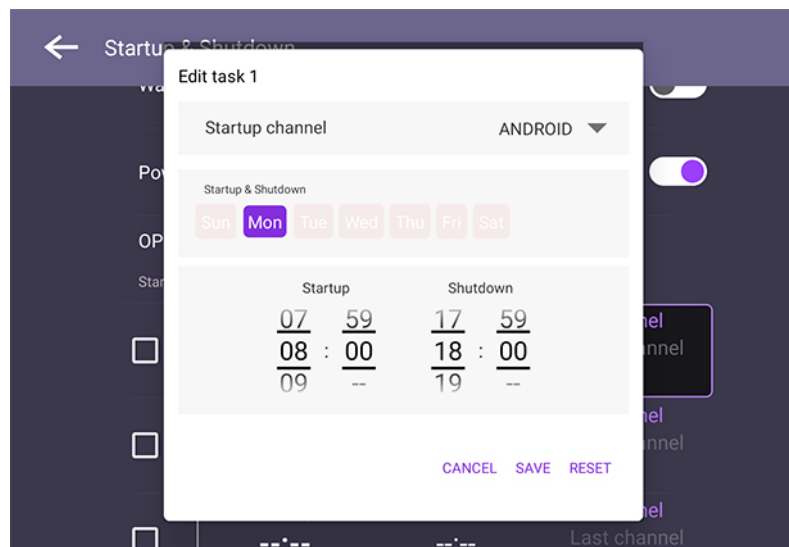 Startup & Shutdown
Edit task 1
Startup channel ANDROID
Startup & Shutdown
Sun Mon Tue Wed Thu Fri Sat
Startup Shutdown
07 59 17 59
08 : 00 18 : 00
09 -- 19 --
CANCEL SAVE RESET
OP
--:-- --:-- Last channel